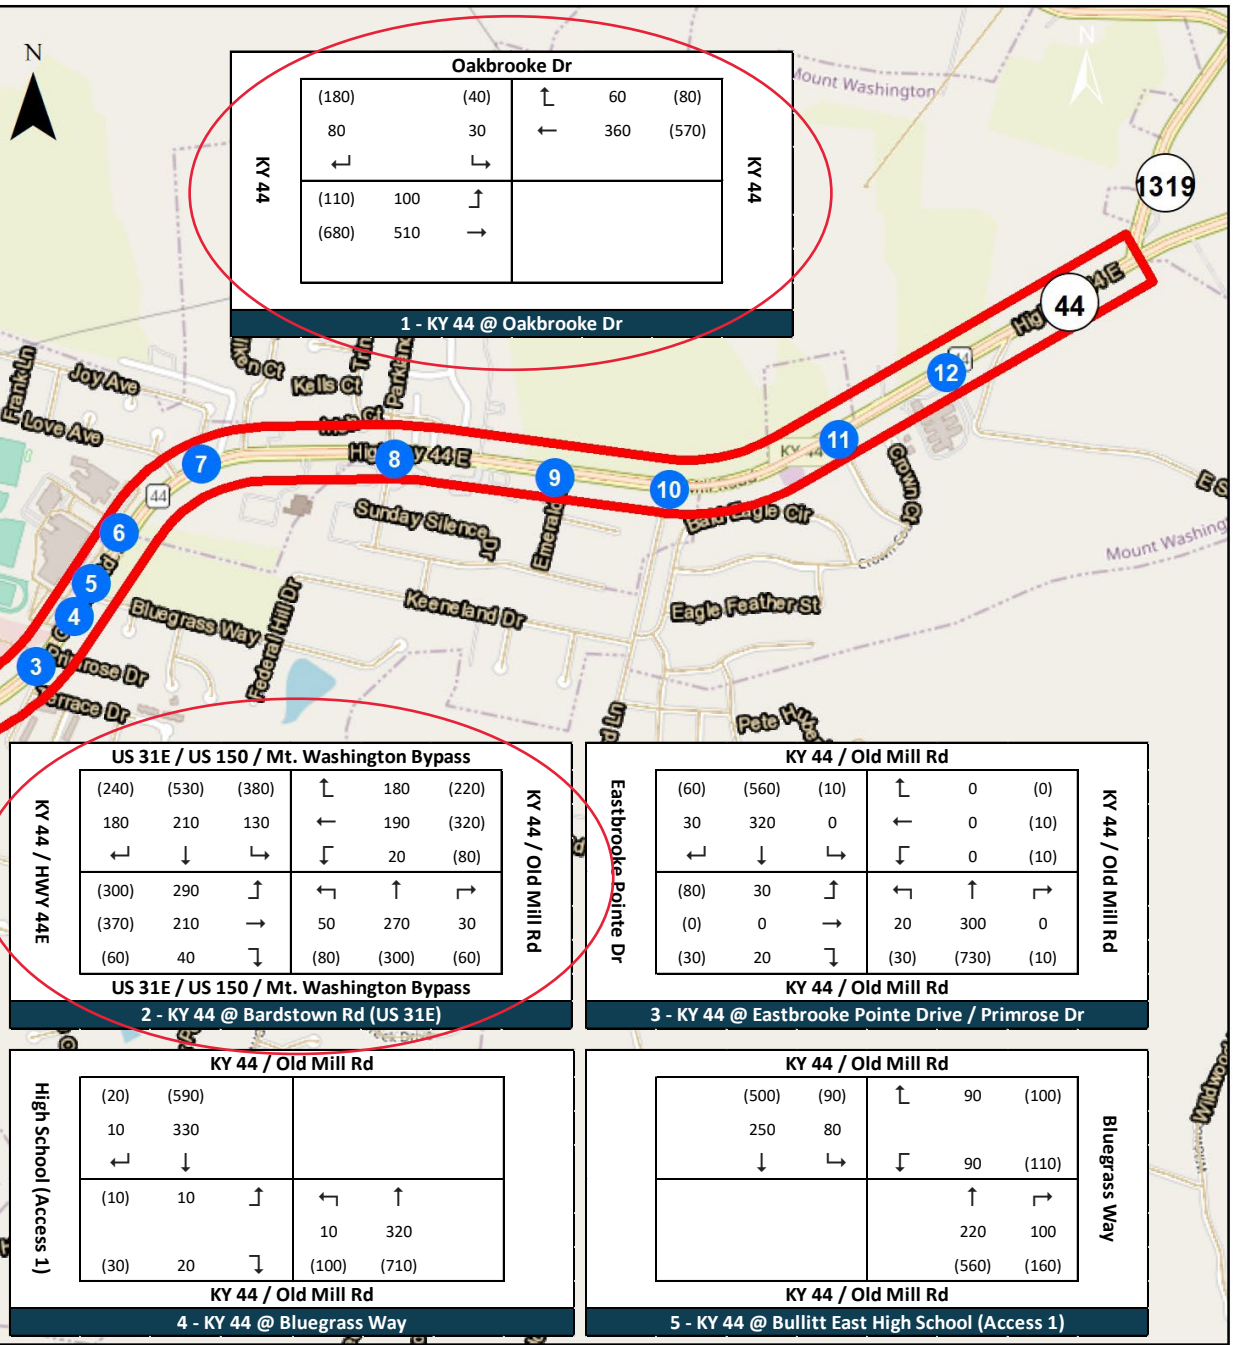 N
N
Mount Washington
1319
Oakbrooke Dr
KY 44
(180) (40) ↰ 60 (80)
80 30 ← 360 (570)
↵ ↳
(110) 100 ⮥
(680) 510 →
KY 44
1 - KY 44 @ Oakbrooke Dr
44
Kells Ct
Joy Ave
Frank Ln
Love Ave
Highway 44 E
44
7
8
9
10
11
12
6
5
4
3
Sunday Silence Dr
Bald Eagle Cir
Crown Ct
Mount Washing
Bluegrass Way
Federal Hill Dr
Keeneland Dr
Eagle Feather St
Primrose Dr
Terrace Dr
US 31E / US 150 / Mt. Washington Bypass
KY 44 / HWY 44E
(240) (530) (380) ↰ 180 (220)
180 210 130 ← 190 (320)
↵ ↓ ↳ ↓ 20 (80)
(300) 290 ⮥ ↰ ↑ ↱
(370) 210 → 50 270 30
(60) 40 ↴ (80) (300) (60)
KY 44 / Old Mill Rd
US 31E / US 150 / Mt. Washington Bypass
2 - KY 44 @ Bardstown Rd (US 31E)
KY 44 / Old Mill Rd
Eastbrooke Pointe Dr
(60) (560) (10) ↰ 0 (0)
30 320 0 ← 0 (10)
↵ ↓ ↳ ↓ 0 (10)
(80) 30 ⮥ ↰ ↑ ↱
(0) 0 → 20 300 0
(30) 20 ↴ (30) (730) (10)
KY 44 / Old Mill Rd
KY 44 / Old Mill Rd
3 - KY 44 @ Eastbrooke Pointe Drive / Primrose Dr
KY 44 / Old Mill Rd
High School (Access 1)
(20) (590)
10 330
↵ ↓
(10) 10 ⮥ ↰ ↑
10 320
(30) 20 ↴ (100) (710)
KY 44 / Old Mill Rd
4 - KY 44 @ Bluegrass Way
KY 44 / Old Mill Rd
(500) (90) ↰ 90 (100)
250 80
↓ ↳ ↓ 90 (110)
↑ ↱
220 100
(560) (160)
Bluegrass Way
KY 44 / Old Mill Rd
5 - KY 44 @ Bullitt East High School (Access 1)